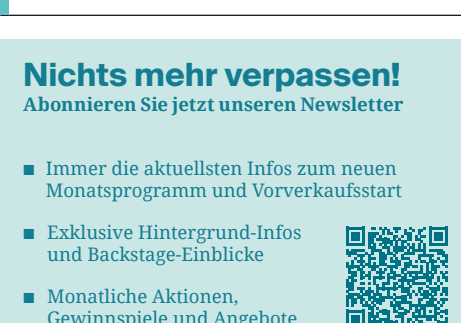 Nichts mehr verpassen!
Abonnieren Sie jetzt unseren Newsletter
■ Immer die aktuellsten Infos zum neuen
Monatsprogramm und Vorverkaufsstart
■ Exklusive Hintergrund-Infos
und Backstage-Einblicke
■ Monatliche Aktionen,
Gewinnspiele und Angebote